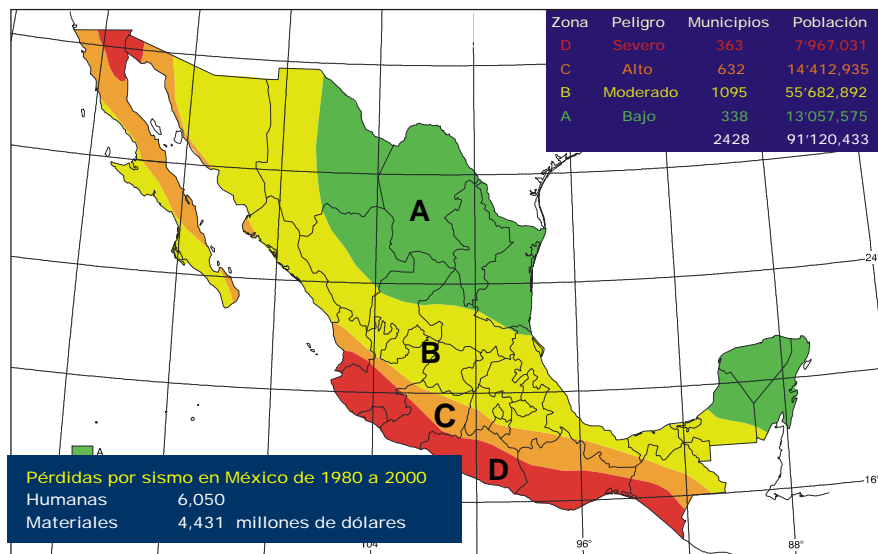 Zona Peligro Municipios Población
D Severo 363 7'967,031
C Alto 632 14'412,935
B Moderado 1095 55'682,892
A Bajo 338 13'057,575
2428 91'120,433
A
24
B
C
D
A
16
Pérdidas por sismo en México de 1980 a 2000
Humanas 6,050
Materiales 4,431 millones de dólares
104 96° 88°